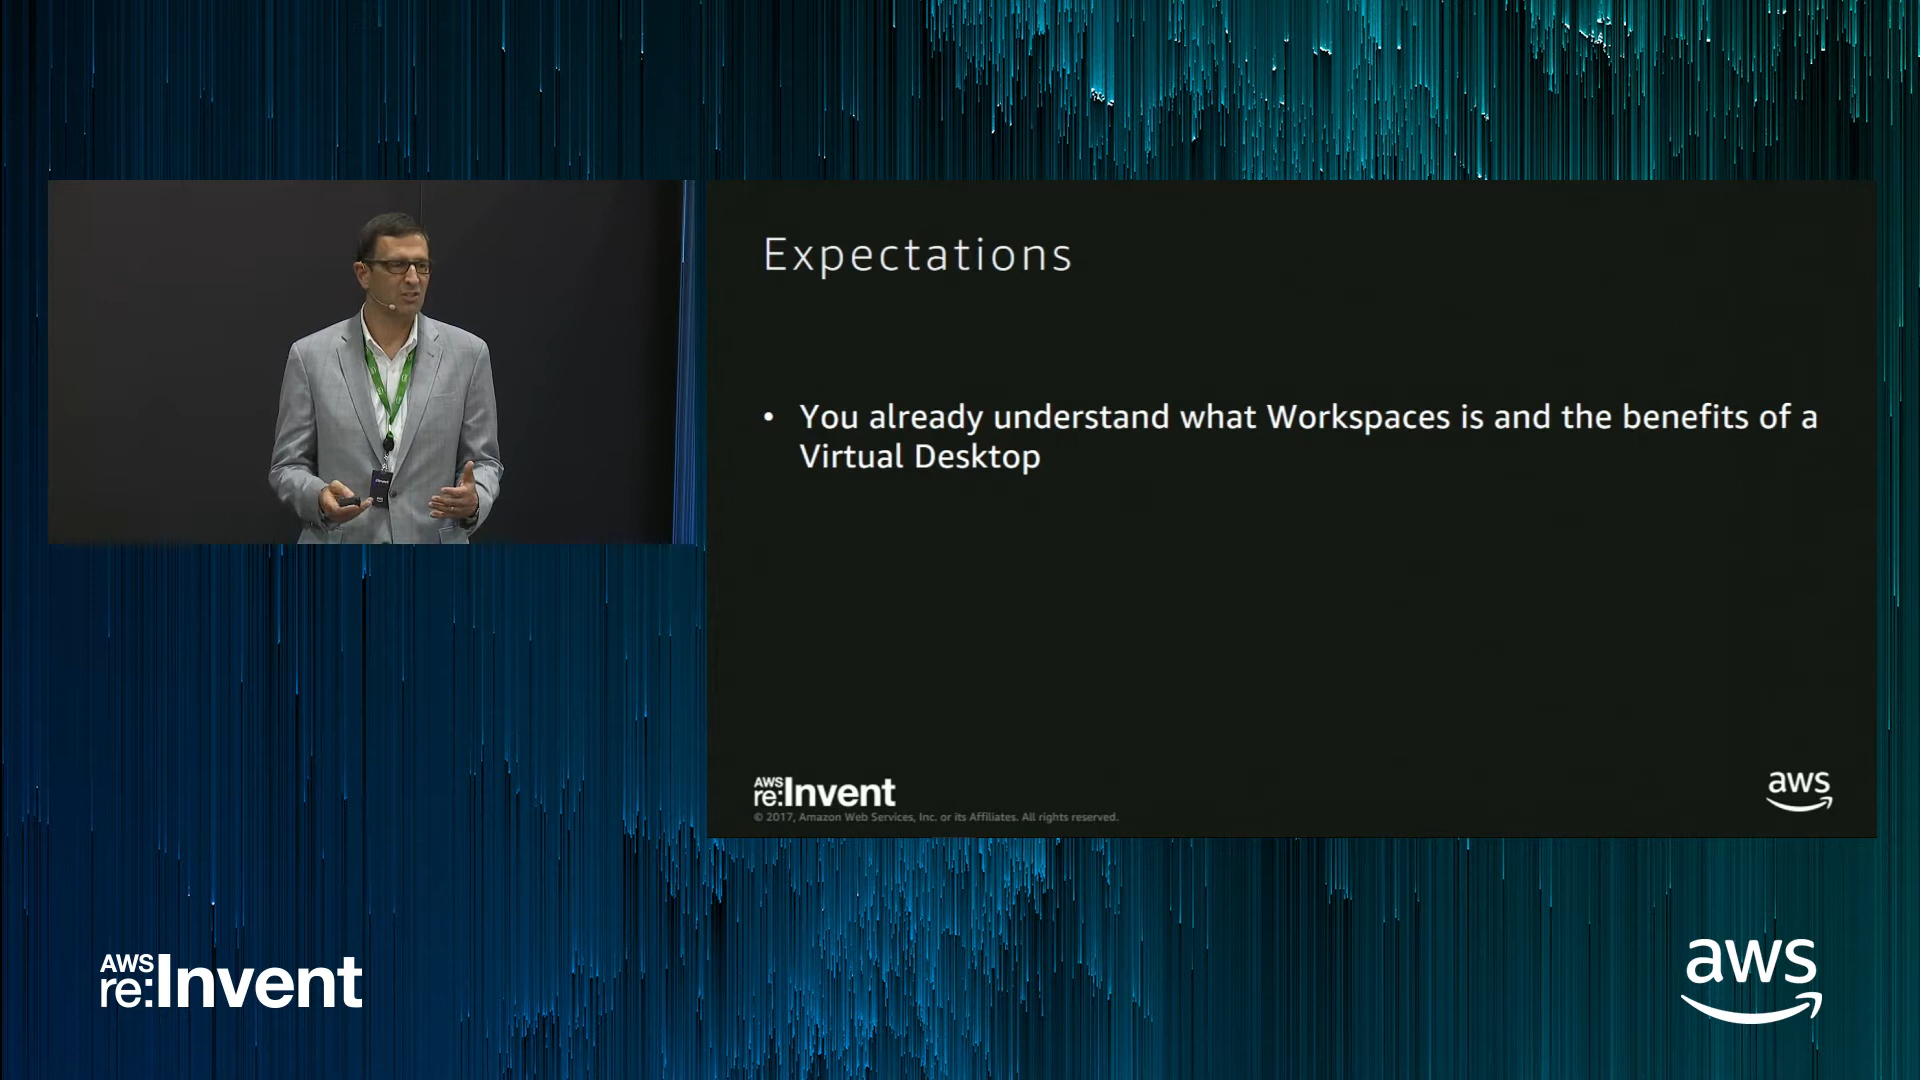 Expectations
• You already understand what Workspaces is and the benefits of a
Virtual Desktop
AWS
re:Invent
© 2017, Amazon Web Services, Inc. or its Affiliates. All rights reserved.
aws
AWS
re:Invent
aws